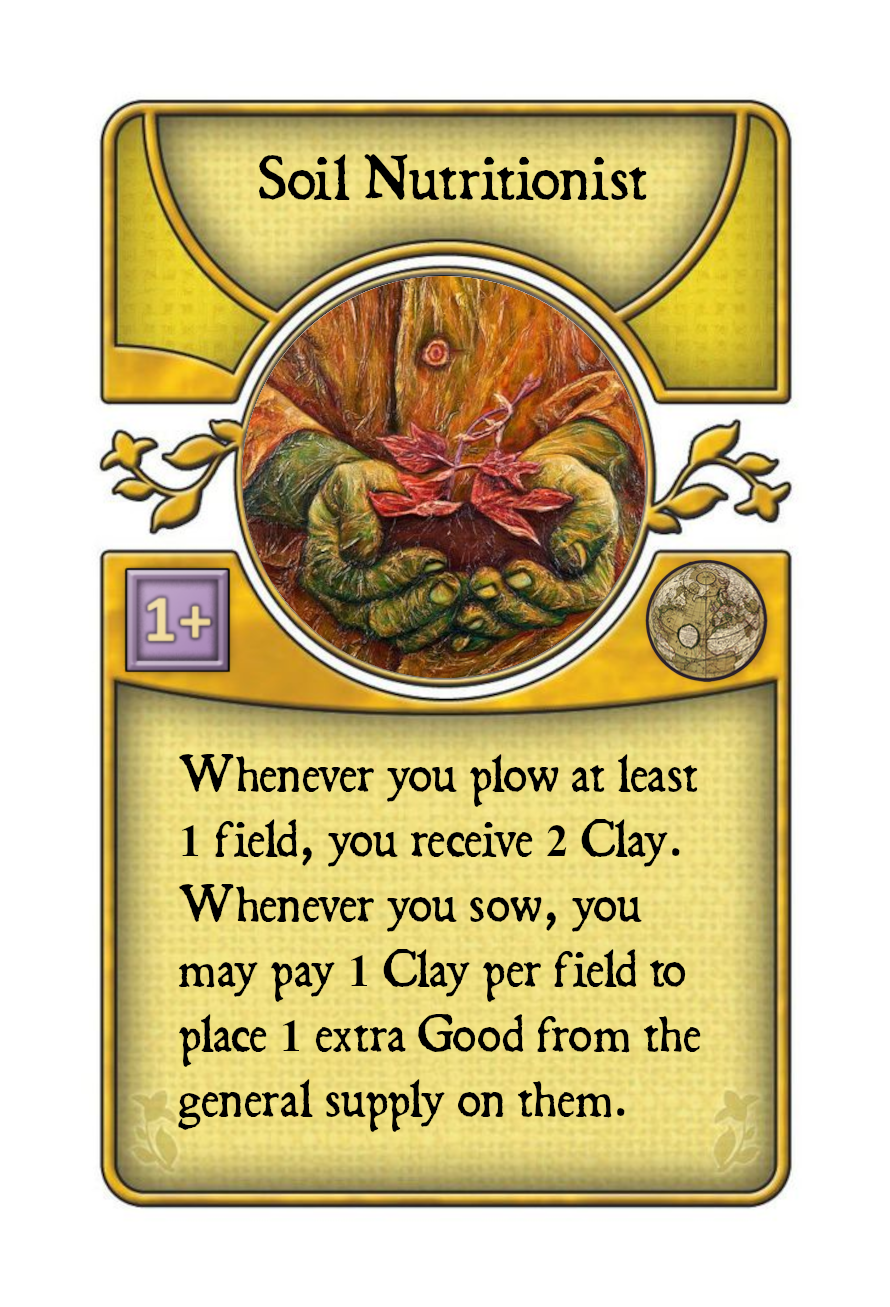 Soil Nutritionist
1+
Whenever you plow at least
1 field, you receive 2 Clay.
Whenever you sow, you
may pay 1 Clay per field to
place 1 extra Good from the
general supply on them.